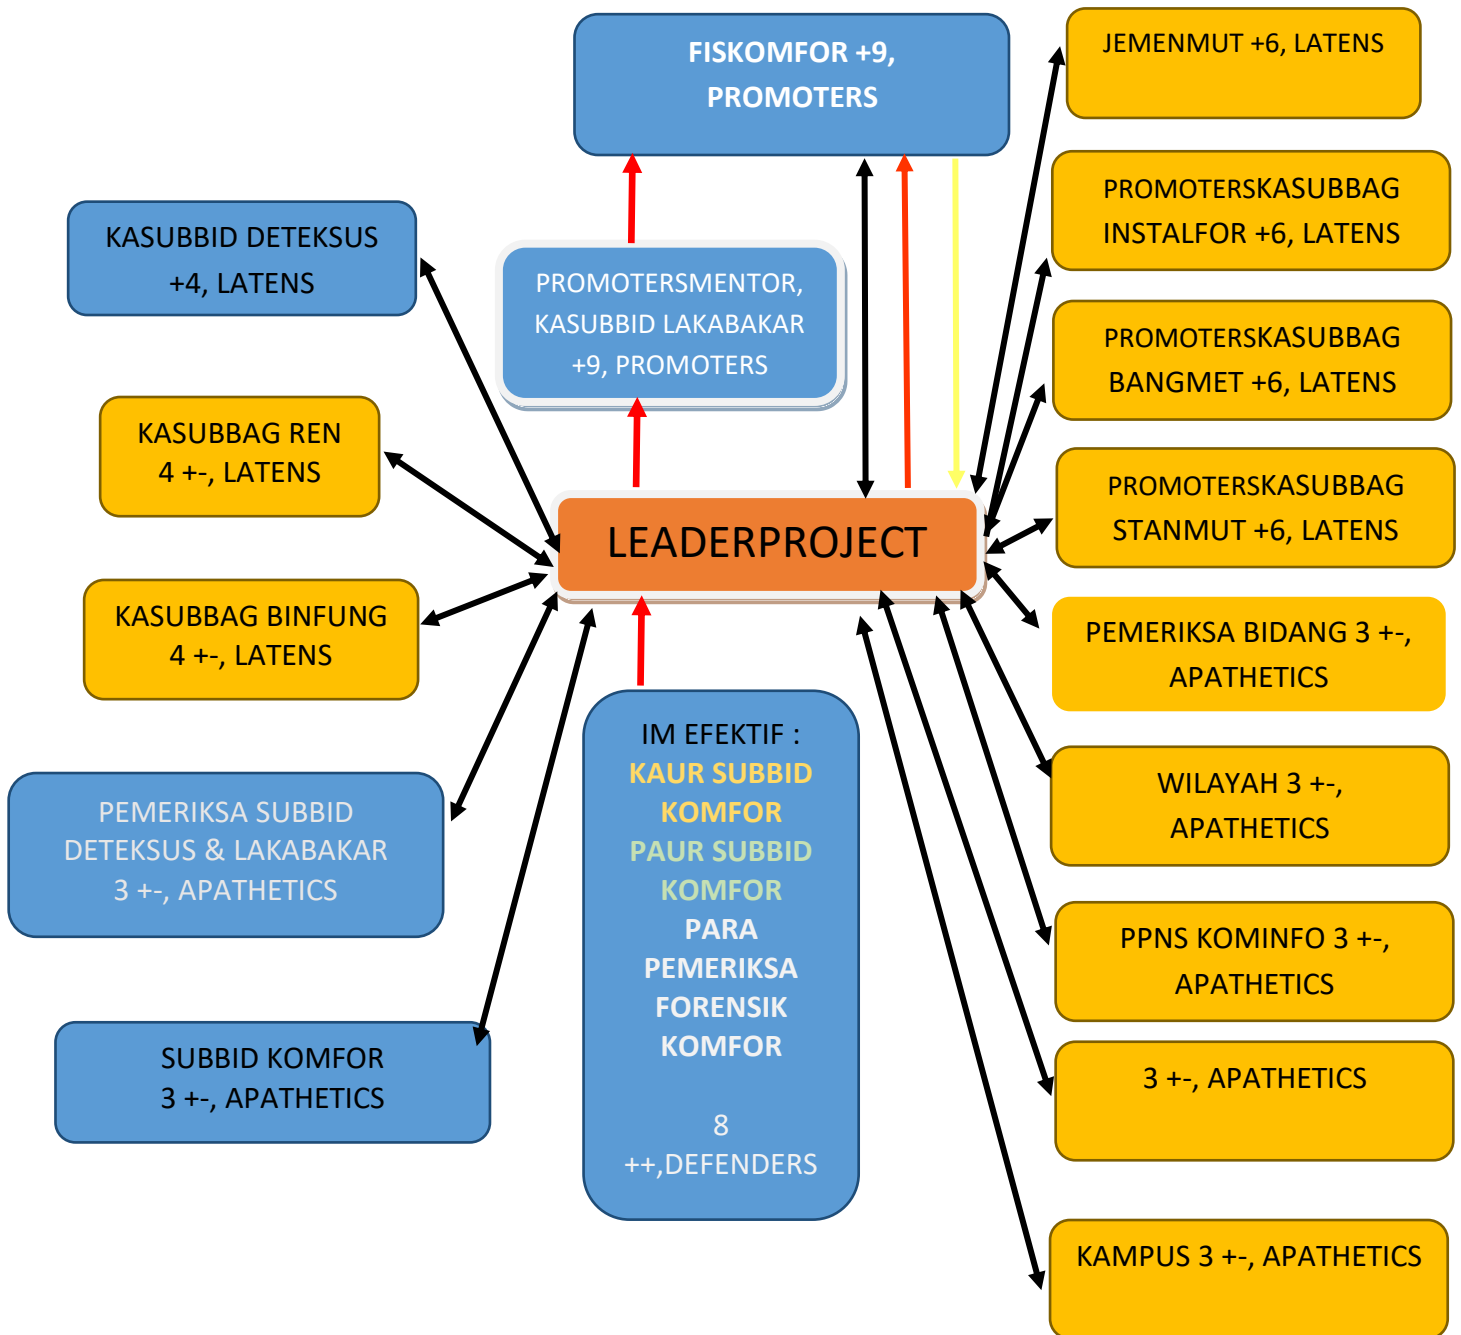 FISKOMFOR +9,
PROMOTERS
JEMENMUT +6, LATENS
PROMOTERSKASUBBAG
INSTALFOR +6, LATENS
KASUBBID DETEKSUS
+4, LATENS
PROMOTERSMENTOR,
KASUBBID LAKABAKAR
+9, PROMOTERS
PROMOTERSKASUBBAG
BANGMET +6, LATENS
KASUBBAG REN
4 +-, LATENS
PROMOTERSKASUBBAG
STANMUT +6, LATENS
LEADERPROJECT
KASUBBAG BINFUNG
4 +-, LATENS
PEMERIKSA BIDANG 3 +-,
APATHETICS
IM EFEKTIF :
KAUR SUBBID
KOMFOR
PAUR SUBBID
KOMFOR
PARA
PEMERIKSA
FORENSIK
KOMFOR
8
++,DEFENDERS
WILAYAH 3 +-,
APATHETICS
PEMERIKSA SUBBID
DETEKSUS & LAKABAKAR
3 +-, APATHETICS
PPNS KOMINFO 3 +-,
APATHETICS
SUBBID KOMFOR
3 +-, APATHETICS
3 +-, APATHETICS
KAMPUS 3 +-, APATHETICS